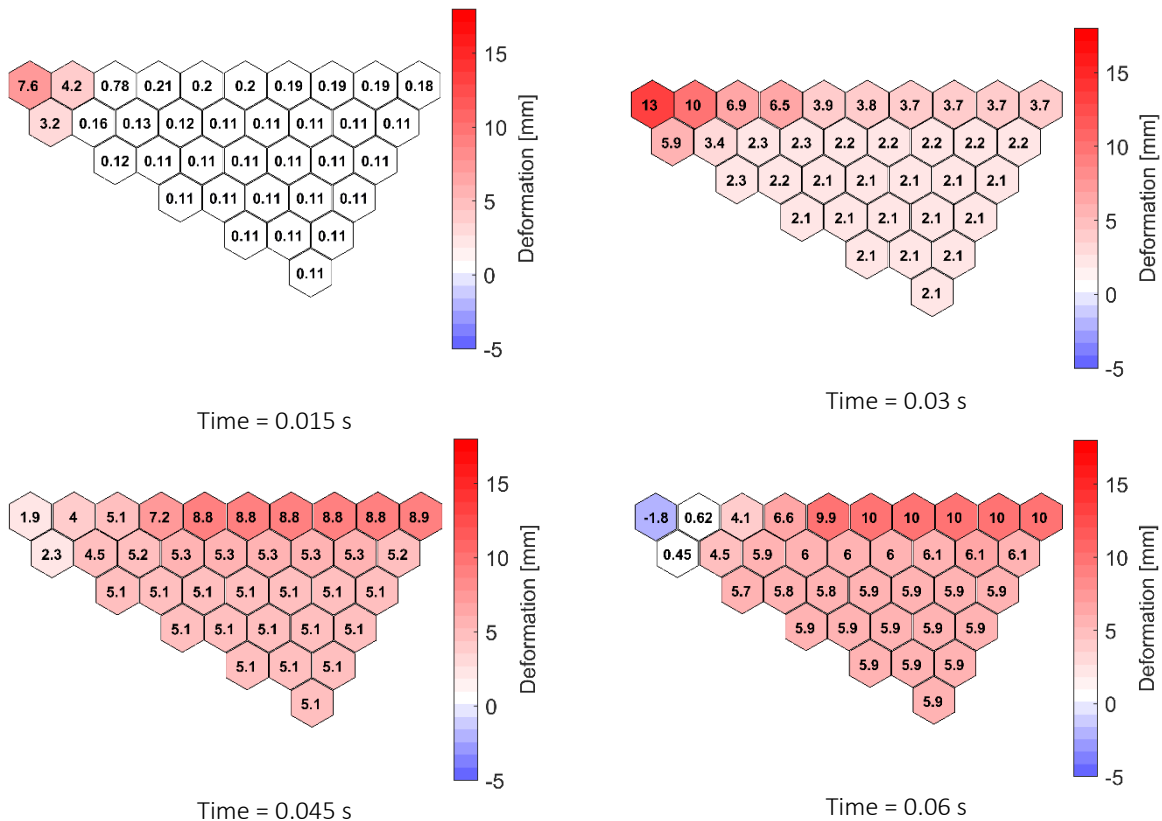 7.6 4.2 0.78 0.21 0.2 0.2 0.19 0.19 0.19 0.18
3.2 0.16 0.13 0.12 0.11 0.11 0.11 0.11 0.11
0.12 0.11 0.11 0.11 0.11 0.11 0.11
0.11 0.11 0.11 0.11 0.11
0.11 0.11 0.11
0.11
15
10
5
0
-5
Deformation [mm]
Time = 0.015 s
13 10 6.9 6.5 3.9 3.8 3.7 3.7 3.7 3.7
5.9 3.4 2.3 2.3 2.2 2.2 2.2 2.2 2.2
2.3 2.2 2.1 2.1 2.1 2.1 2.1
2.1 2.1 2.1 2.1 2.1
2.1 2.1 2.1
2.1
15
10
5
0
-5
Deformation [mm]
Time = 0.03 s
1.9 4 5.1 7.2 8.8 8.8 8.8 8.8 8.8 8.9
2.3 4.5 5.2 5.3 5.3 5.3 5.3 5.3 5.2
5.1 5.1 5.1 5.1 5.1 5.1 5.1
5.1 5.1 5.1 5.1 5.1
5.1 5.1 5.1
5.1
15
10
5
0
-5
Deformation [mm]
Time = 0.045 s
-1.8 0.62 4.1 6.6 9.9 10 10 10 10 10
0.45 4.5 5.9 6 6 6 6.1 6.1 6.1
5.7 5.8 5.8 5.9 5.9 5.9 5.9
5.9 5.9 5.9 5.9 5.9
5.9 5.9 5.9
5.9
15
10
5
0
-5
Deformation [mm]
Time = 0.06 s